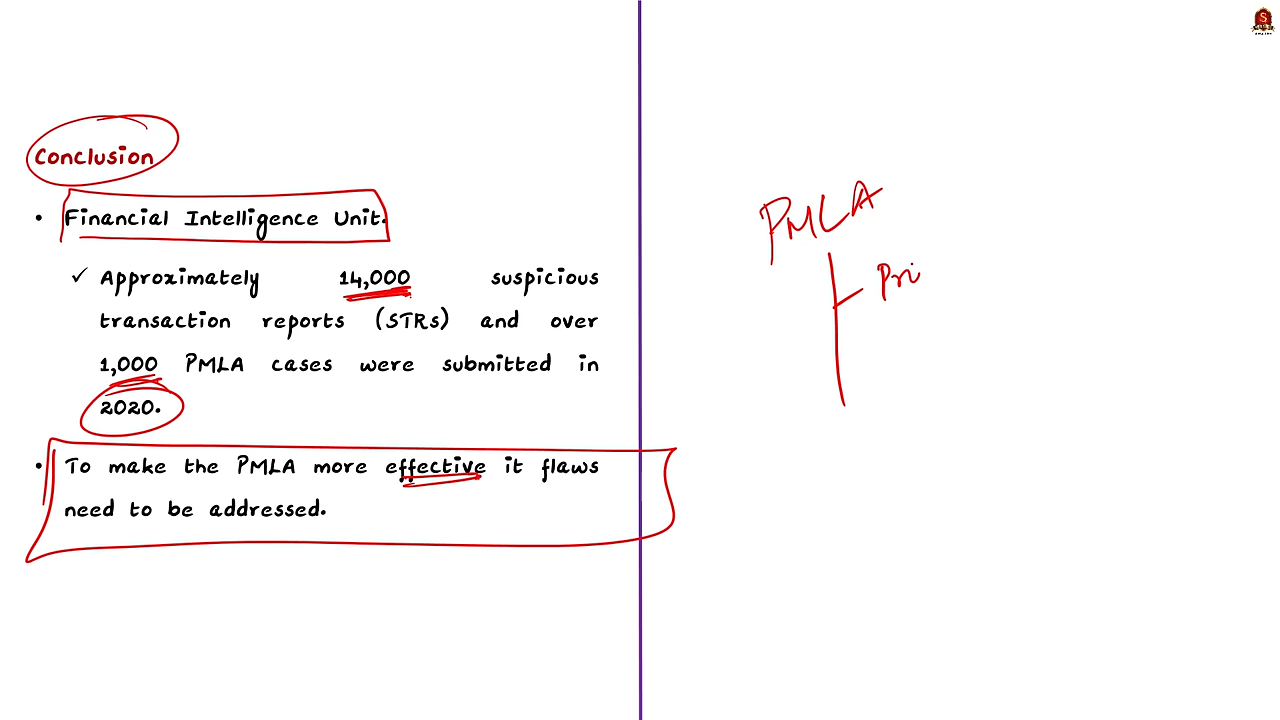 Conclusion
• Financial Intelligence Unit.
✓ Approximately 14,000 suspicious
transaction reports (STRs) and over
1,000 PMLA cases were submitted in
2020.
• To make the PMLA more effective it flaws
need to be addressed.
PMLA
Pri